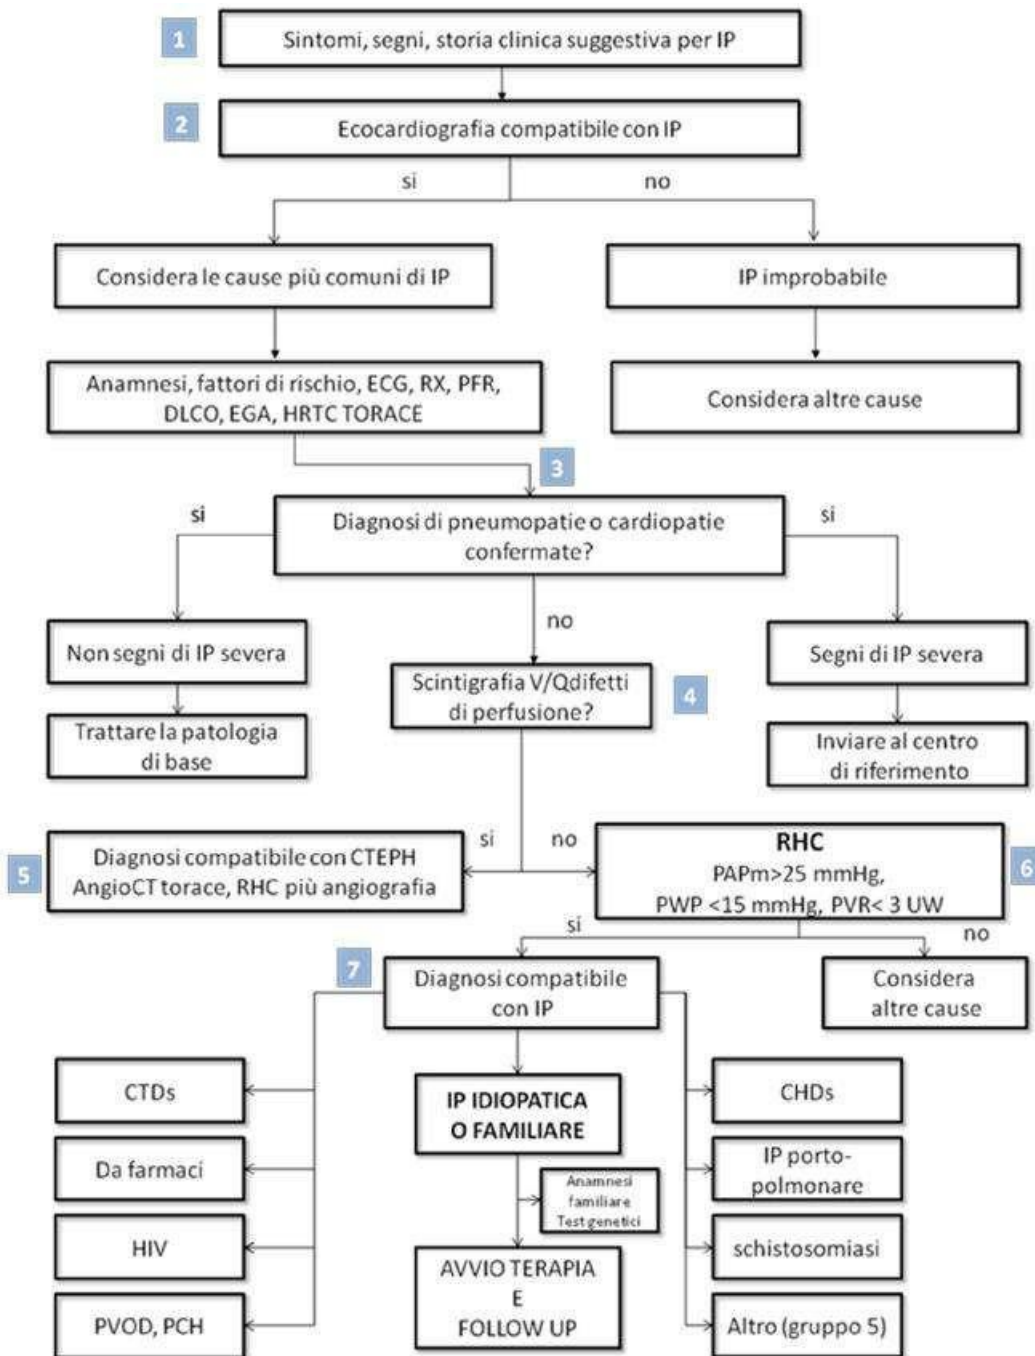 1
Sintomi, segni, storia clinica suggestiva per IP
2
Ecocardiografia compatibile con IP
si
no
Considera le cause più comuni di IP
IP improbabile
Anamnesi, fattori di rischio, ECG, RX, PFR,
DLCO, EGA, HRTC TORACE
Considera altre cause
3
si
Diagnosi di pneumopatie o cardiopatie
confermate?
si
no
Non segni di IP severa
Segni di IP severa
Scintigrafia V/Qdifetti
di perfusione?
4
Trattare la patologia
di base
Inviare al centro
di riferimento
5
Diagnosi compatibile con CTEPH
AngioCT torace, RHC più angiografia
si
no
RHC
PAPm>25 mmHg,
PWP <15 mmHg, PVR< 3 UW
6
si
no
7
Diagnosi compatibile
con IP
Considera
altre cause
CTDs
IP IDIOPATICA
O FAMILIARE
CHDs
Da farmaci
Anamnesi
familiare
Test genetici
IP porto-
polmonare
HIV
AVVIO TERAPIA
E
FOLLOW UP
schistosomiasi
PVOD, PCH
Altro (gruppo 5)